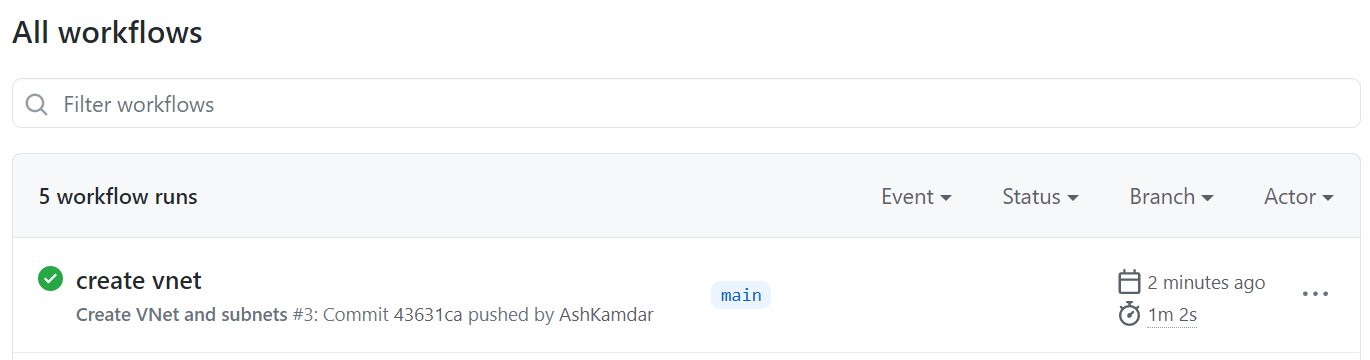 All workflows
Filter workflows
5 workflow runs Event Status Branch Actor
create vnet
Create VNet and subnets #3: Commit 43631ca pushed by AshKamdar
main
2 minutes ago
1m 2s